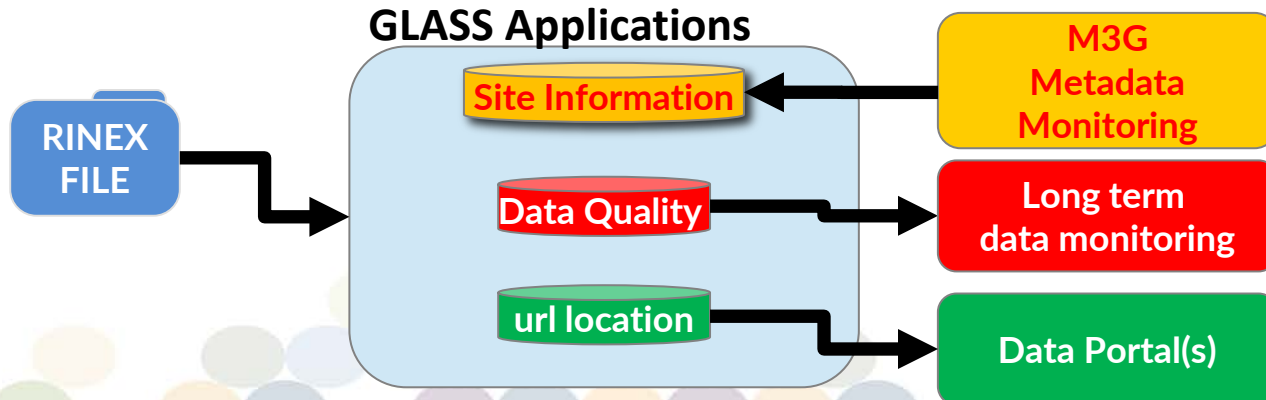 GLASS Applications
RINEX
FILE
Site Information
Data Quality
url location
M3G
Metadata
Monitoring
Long term
data monitoring
Data Portal(s)